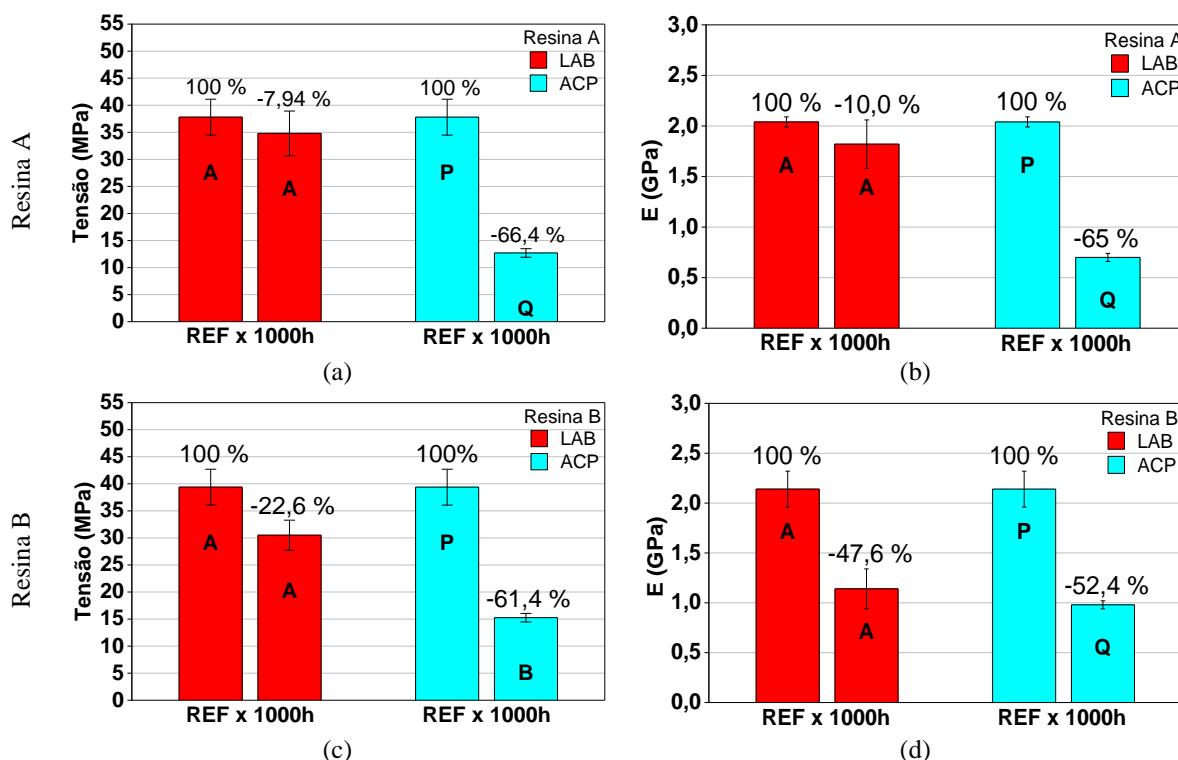 Resina A
Tensão (MPa)
55
50
45
40
35
30
25
20
15
10
5
0
Resina A
LAB
ACP
100 %
-7,94 %
100 %
-66,4 %
A
A
P
Q
REF x 1000h
REF x 1000h
(a)
E (GPa)
3,0
2,5
2,0
1,5
1,0
0,5
0,0
Resina A
LAB
ACP
100 %
-10,0 %
100 %
-65 %
A
A
P
Q
REF x 1000h
REF x 1000h
(b)
Resina B
Tensão (MPa)
55
50
45
40
35
30
25
20
15
10
5
0
Resina B
LAB
ACP
100 %
-22,6 %
100%
-61,4 %
A
A
P
B
REF x 1000h
REF x 1000h
(c)
E (GPa)
3,0
2,5
2,0
1,5
1,0
0,5
0,0
Resina B
LAB
ACP
100 %
-47,6 %
100 %
-52,4 %
A
A
P
Q
REF x 1000h
REF x 1000h
(d)